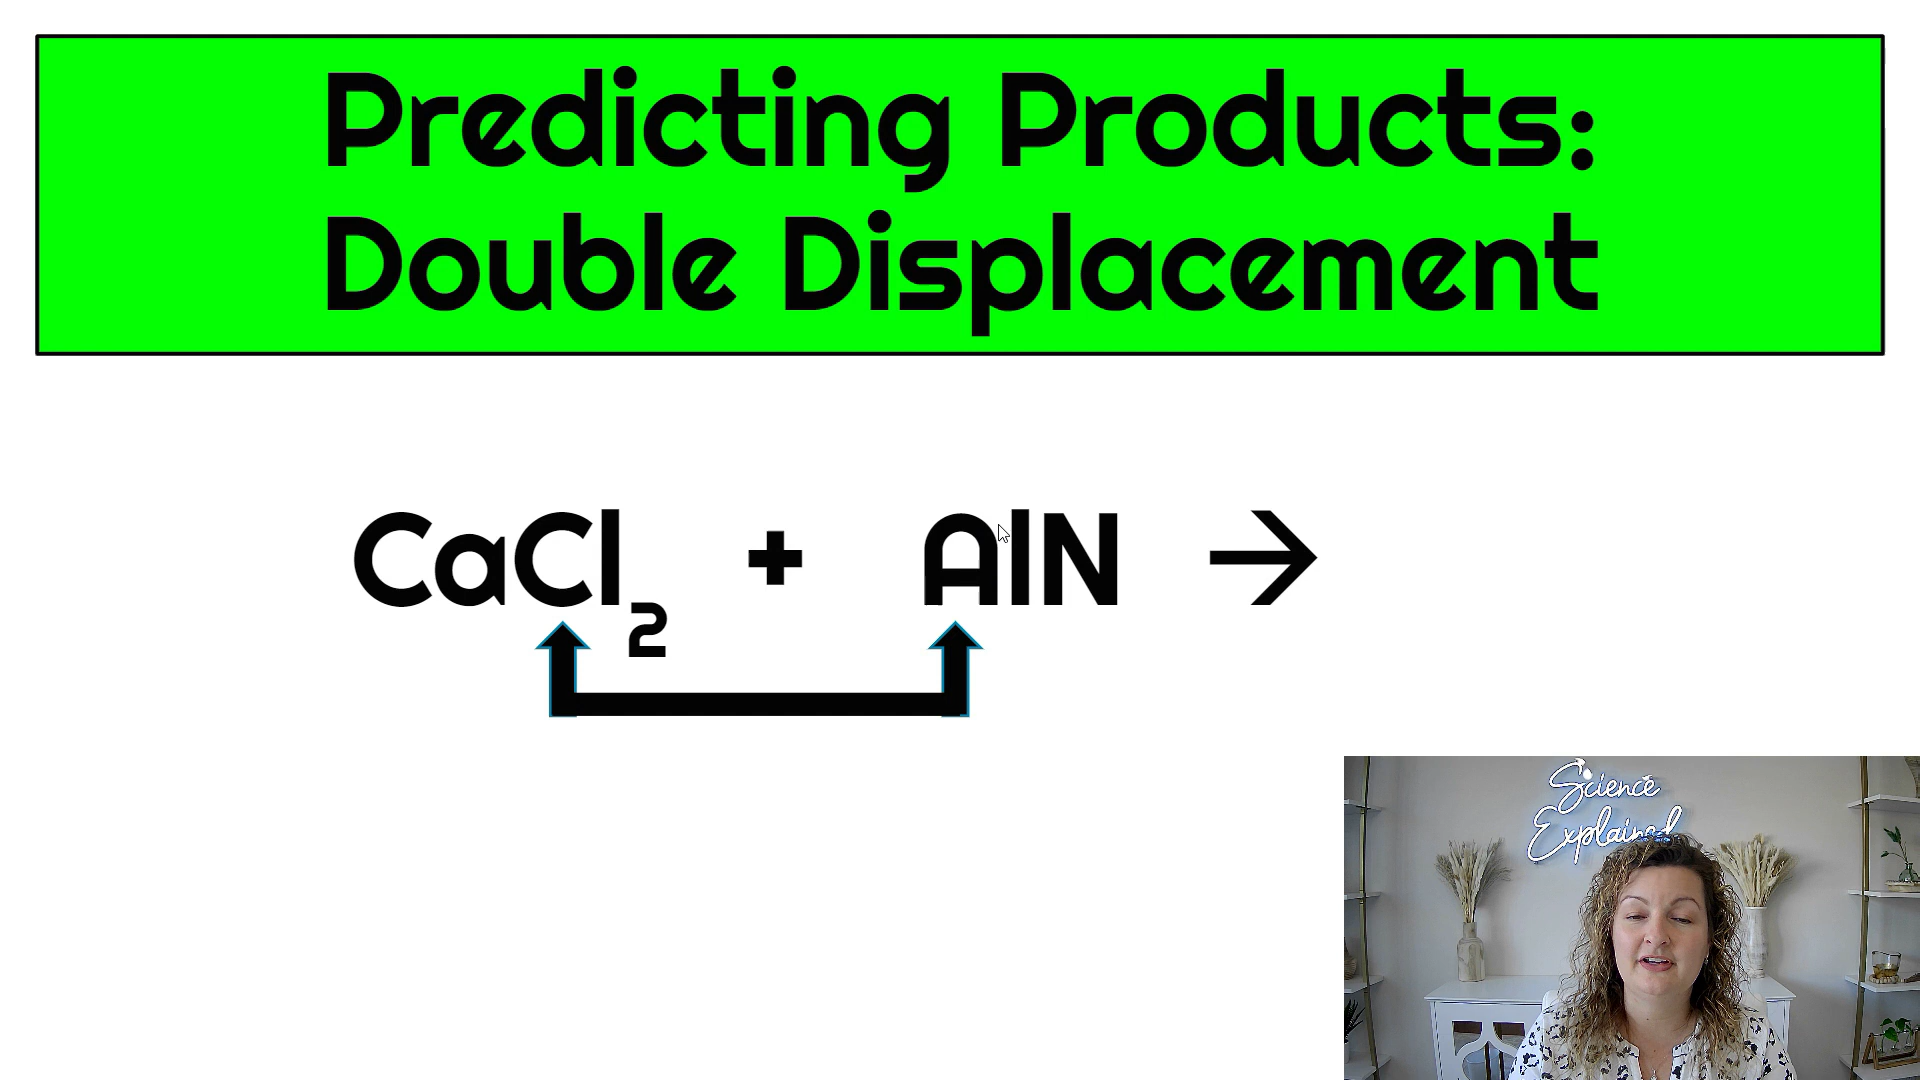 Predicting Products:
Double Displacement
CaCl₂ + AlN →
Science
Explained